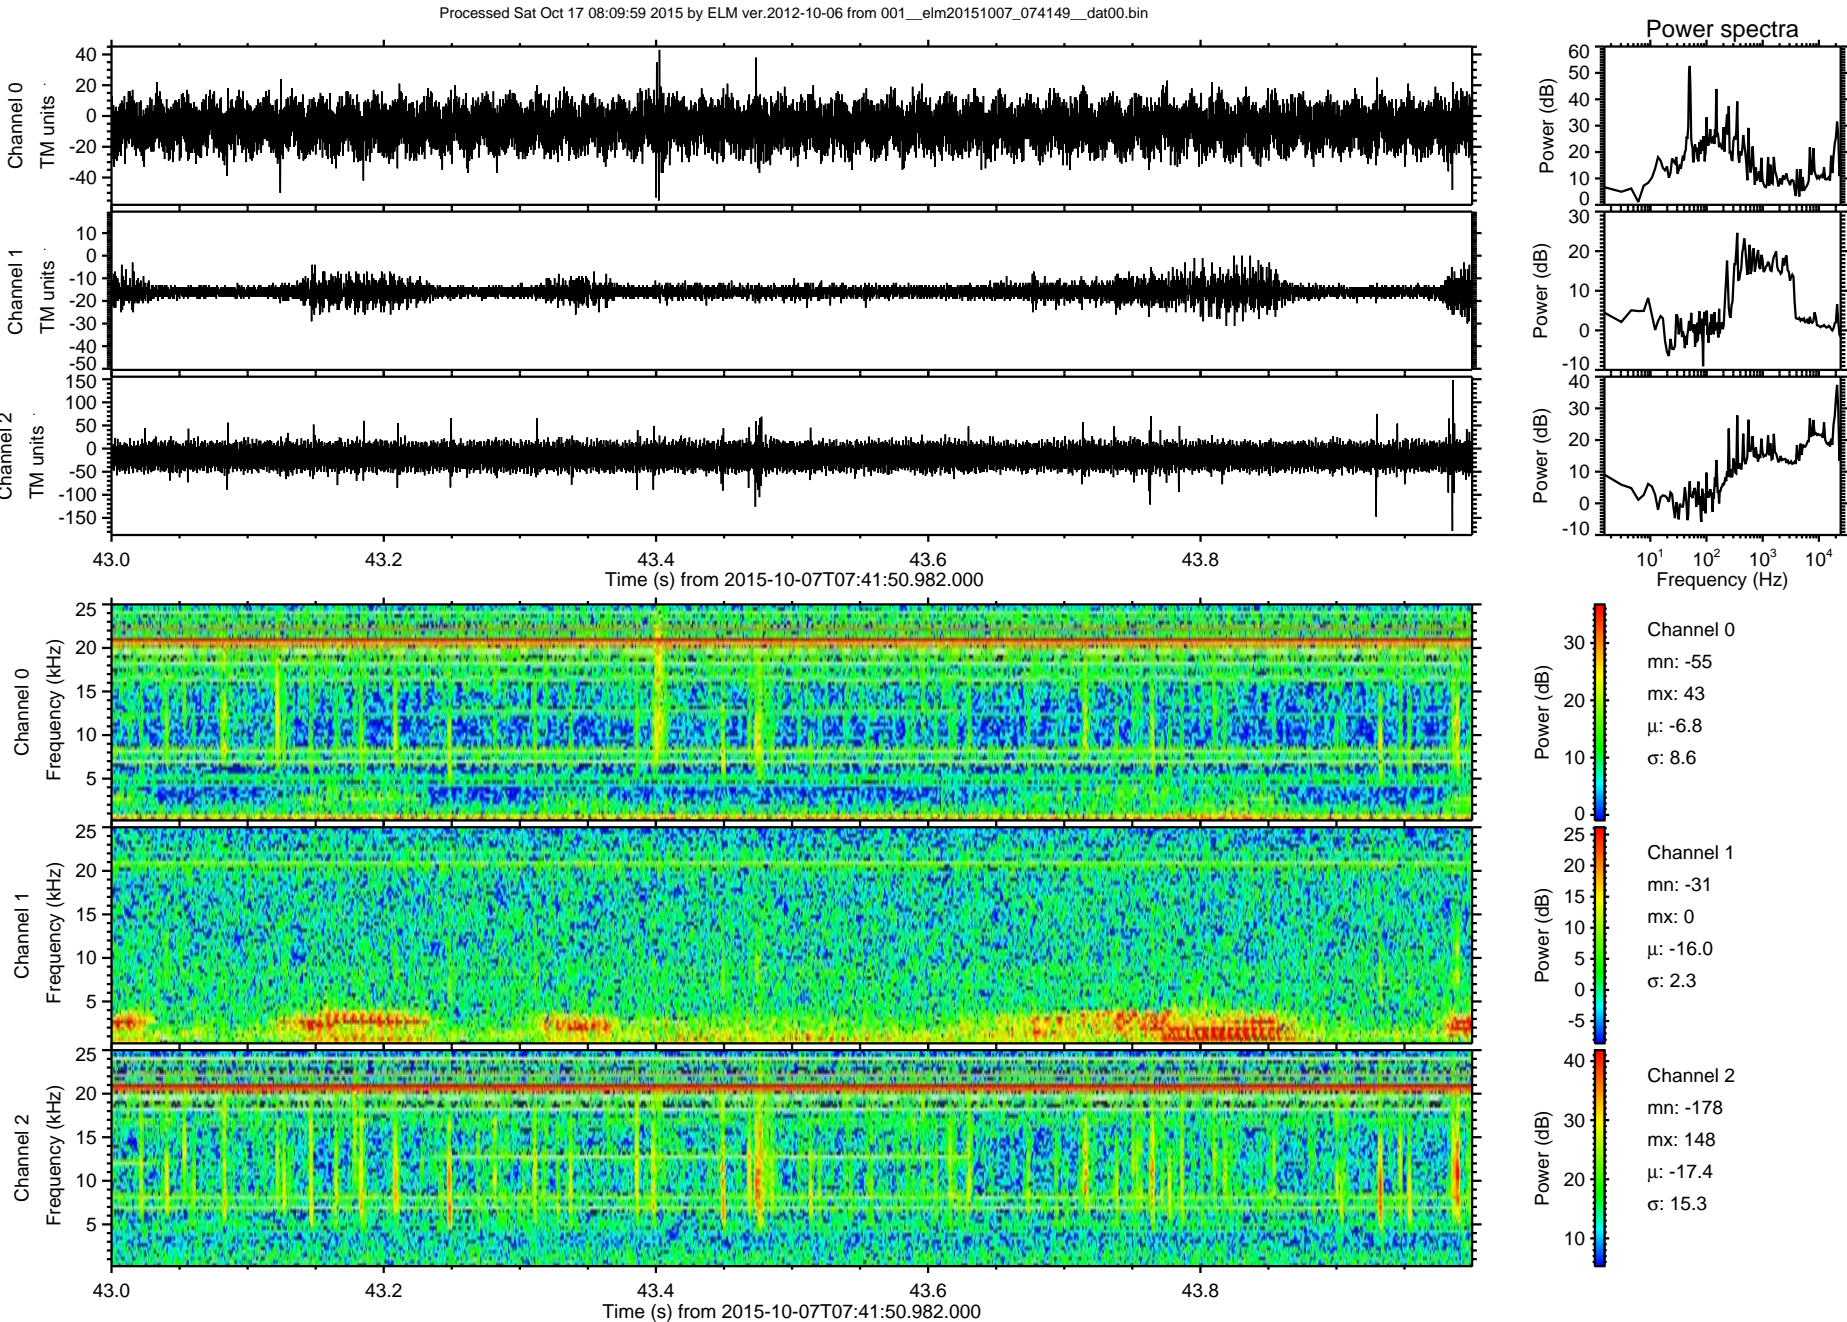 Processed Sat Oct 17 08:09:59 2015 by ELM ver.2012-10-06 from 001__elm20151007_074149__dat00.bin
Power spectra
Channel 0
TM units
40
20
0
-20
-40
Power (dB)
60
50
40
30
20
10
0
Channel 1
TM units
10
0
-10
-20
-30
-40
-50
Power (dB)
30
20
10
0
-10
Channel 2
TM units
150
100
50
0
-50
-100
-150
Power (dB)
40
30
20
10
0
-10
43.0 43.2 43.4 43.6 43.8
Time (s) from 2015-10-07T07:41:50.982.000
10¹ 10² 10³ 10⁴
Frequency (Hz)
Channel 0
Frequency (kHz)
25
20
15
10
5
Power (dB)
30
20
10
0
Channel 0
mn: -55
mx: 43
μ: -6.8
σ: 8.6
Channel 1
Frequency (kHz)
25
20
15
10
5
Power (dB)
25
20
15
10
5
0
-5
Channel 1
mn: -31
mx: 0
μ: -16.0
σ: 2.3
Channel 2
Frequency (kHz)
25
20
15
10
5
Power (dB)
40
30
20
10
Channel 2
mn: -178
mx: 148
μ: -17.4
σ: 15.3
43.0 43.2 43.4 43.6 43.8
Time (s) from 2015-10-07T07:41:50.982.000